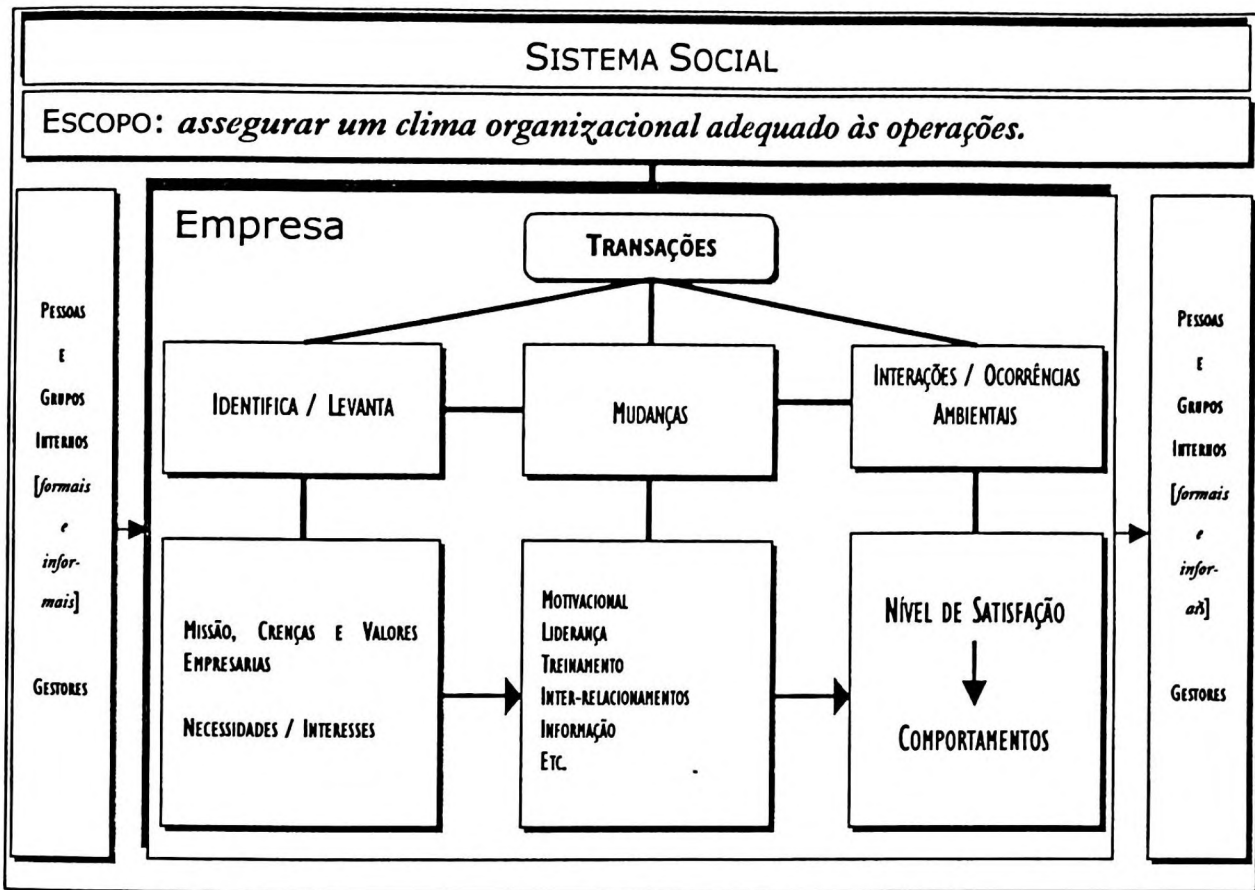 SISTEMA SOCIAL
ESCOPO: assegurar um clima organizacional adequado às operações.
PESSOAS
E
GRUPOS
INTERNOS
[formais
e
infor-
mais]
GESTORES
Empresa
TRANSAÇÕES
IDENTIFICA / LEVANTA
MUDANÇAS
INTERAÇÕES / OCORRÊNCIAS
AMBIENTAIS
MISSÃO, CRENÇAS E VALORES
EMPRESARIAS
NECESSIDADES / INTERESSES
MOTIVACIONAL
LIDERANÇA
TREINAMENTO
INTER-RELACIONAMENTOS
INFORMAÇÃO
ETC.
NÍVEL DE SATISFAÇÃO
COMPORTAMENTOS
PESSOAS
E
GRUPOS
INTERNOS
[formais
e
infor-
GESTORES